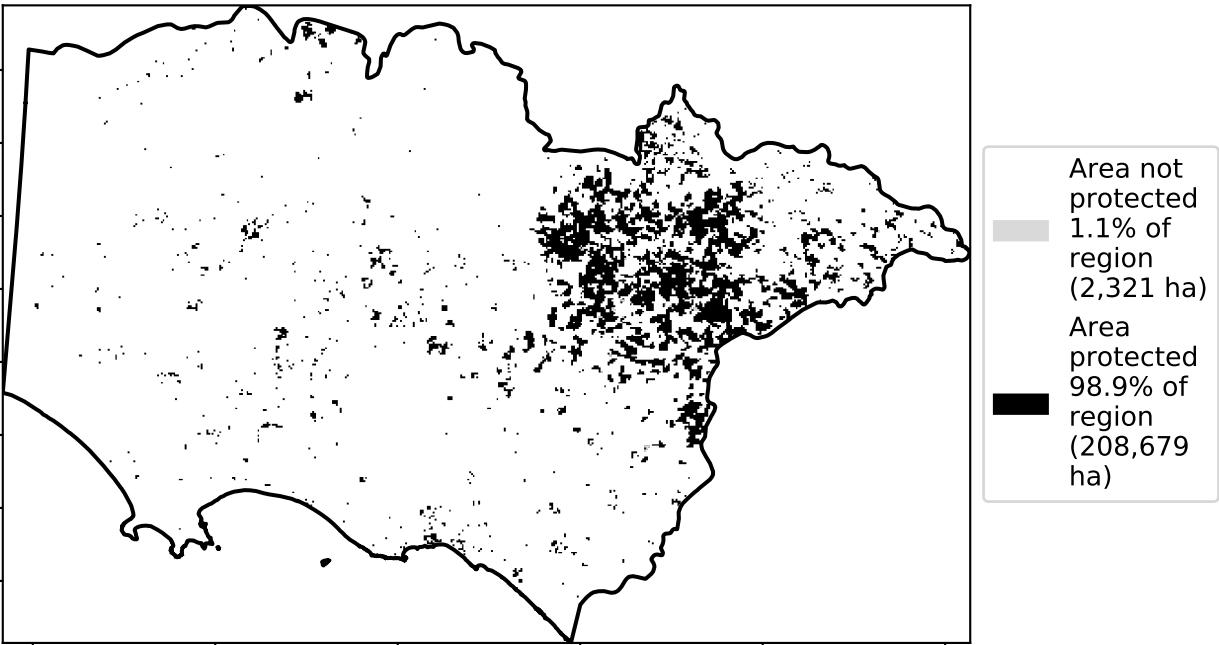 Area not
protected
1.1% of
region
(2,321 ha)
Area
protected
98.9% of
region
(208,679
ha)